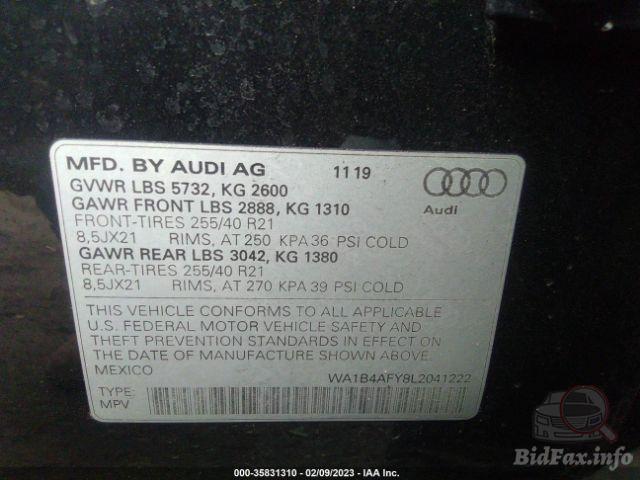 MFD. BY AUDI AG 11 19
GVWR LBS 5732, KG 2600
GAWR FRONT LBS 2888, KG 1310
Audi
FRONT-TIRES 255/40 R21
8,5JX21 RIMS, AT 250 KPA 36 PSI COLD
GAWR REAR LBS 3042, KG 1380
REAR-TIRES 255/40 R21
8,5JX21 RIMS, AT 270 KPA 39 PSI COLD
THIS VEHICLE CONFORMS TO ALL APPLICABLE
U.S. FEDERAL MOTOR VEHICLE SAFETY AND
THEFT PREVENTION STANDARDS IN EFFECT ON
THE DATE OF MANUFACTURE SHOWN ABOVE.
MEXICO WA1B4AFY8L2041222
TYPE:
MPV
BidFax.info
000-35831310 - 02/09/2023 - IAA Inc.